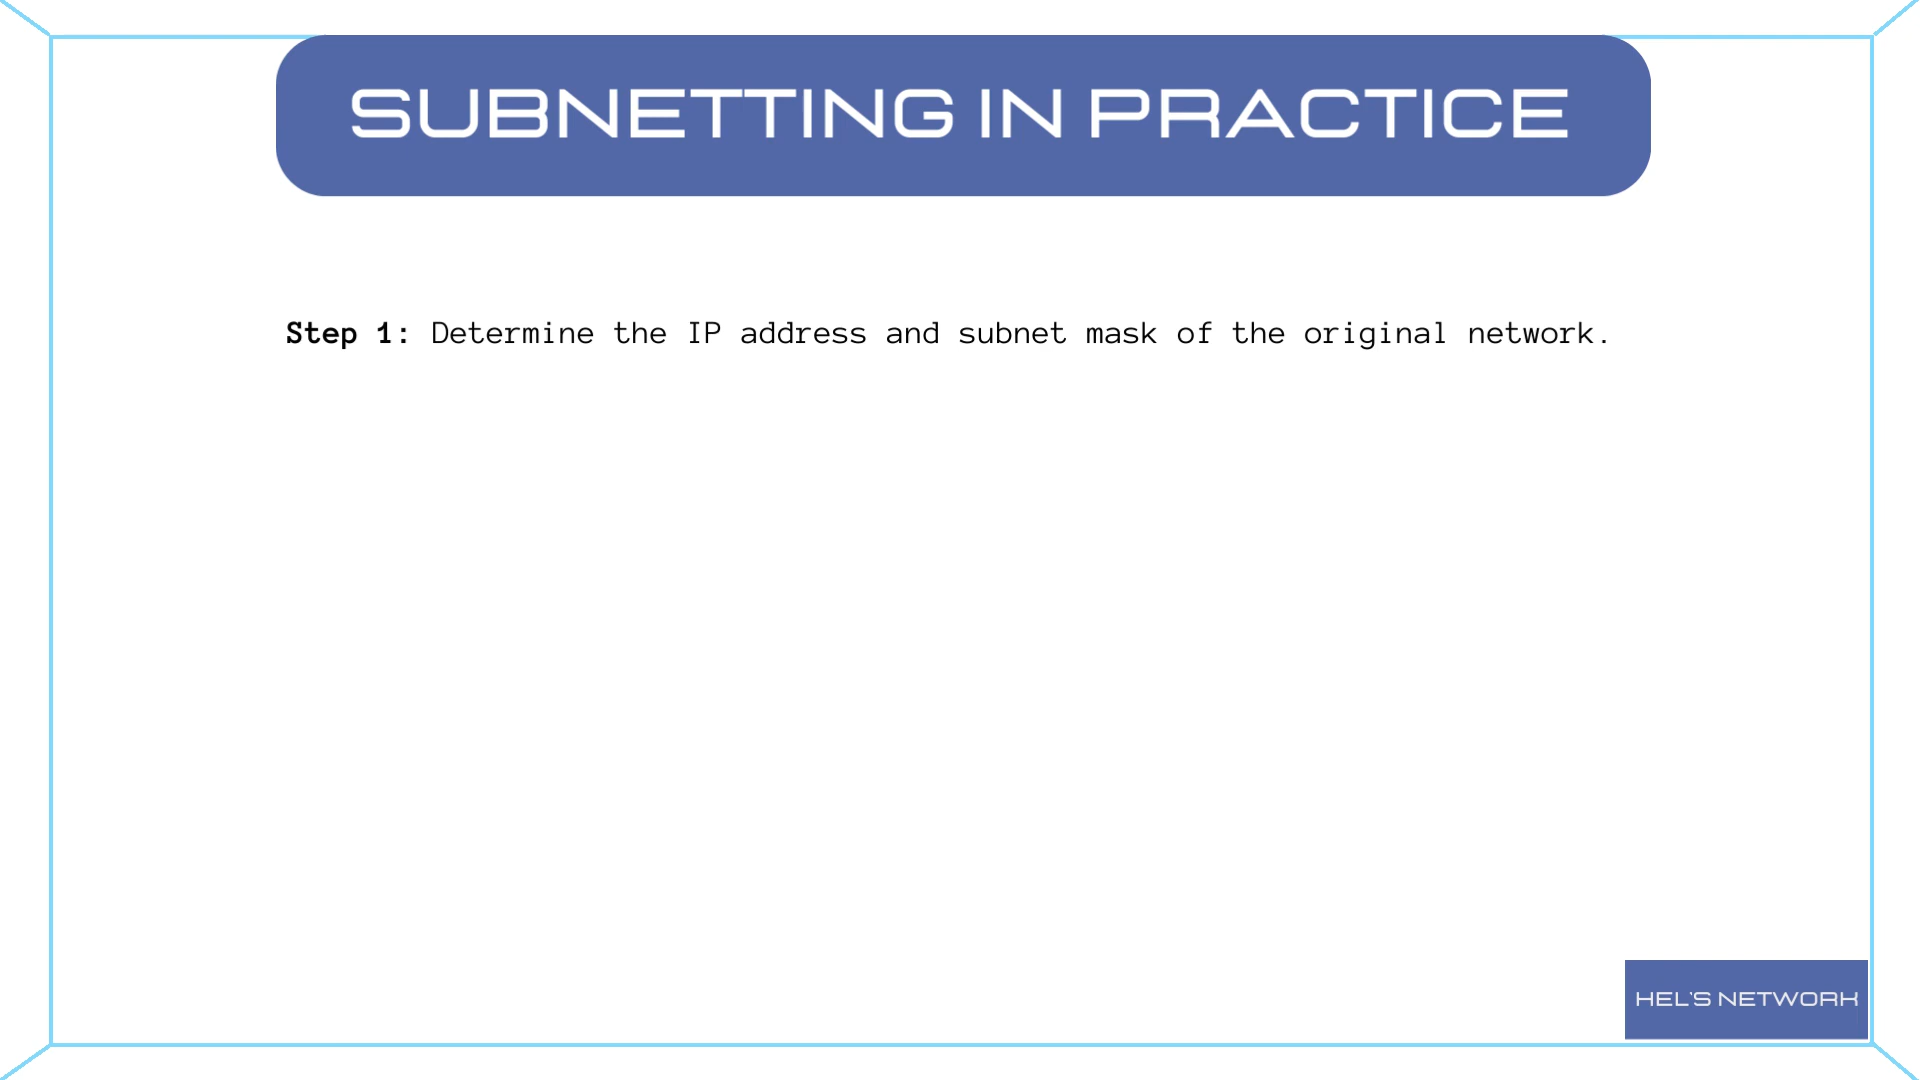 SUBNETTING IN PRACTICE
Step 1: Determine the IP address and subnet mask of the original network.
HEL'S NETWORK